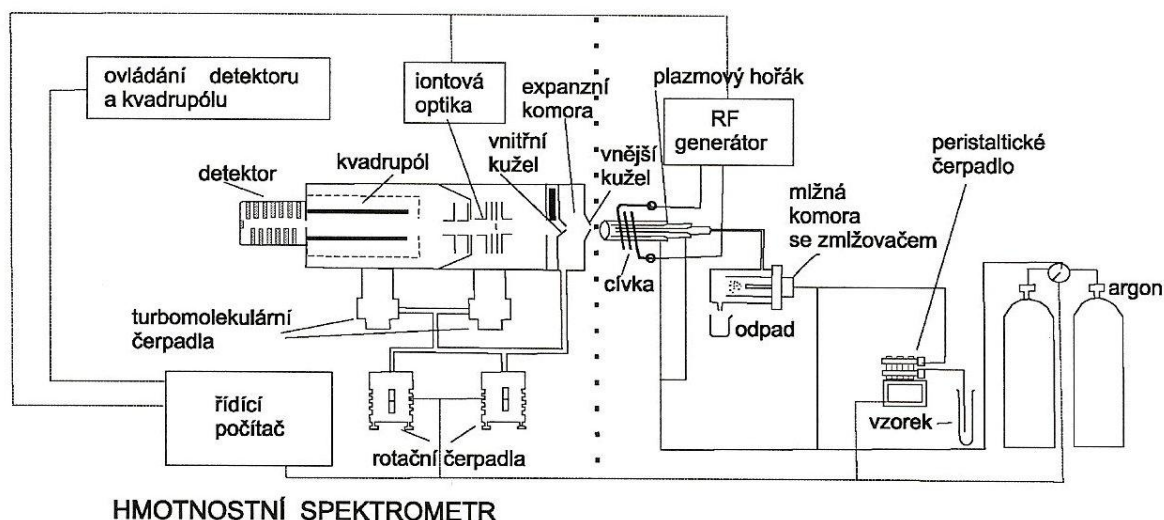 ovládání detektoru
a kvadrupólu
iontová
optika
expanzní
komora
plazmový hořák
RF
generátor
peristaltické
čerpadlo
detektor
kvadrupól
vnitřní
kužel
vnější
kužel
mlžná
komora
se zmlžovačem
cívka
argon
odpad
turbomolekulární
čerpadla
řídící
počítač
rotační čerpadla
vzorek
HMOTNOSTNÍ SPEKTROMETR